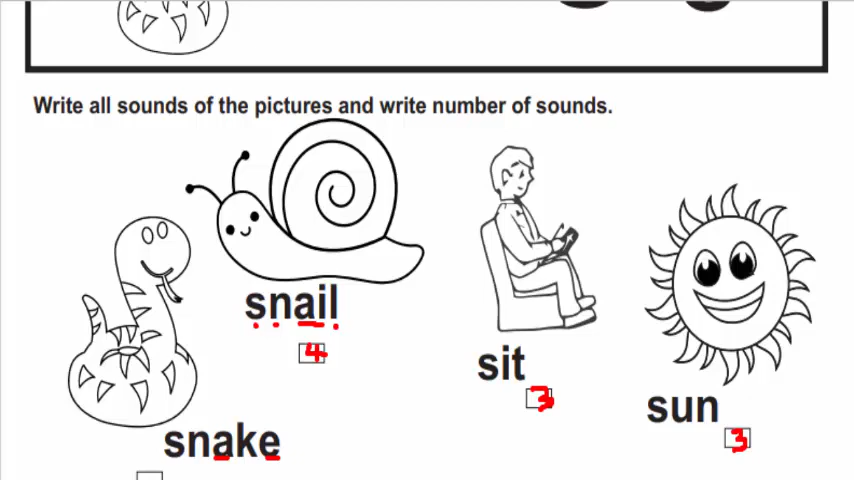 Write all sounds of the pictures and write number of sounds.
snail
4
sit
3
sun
3
snake